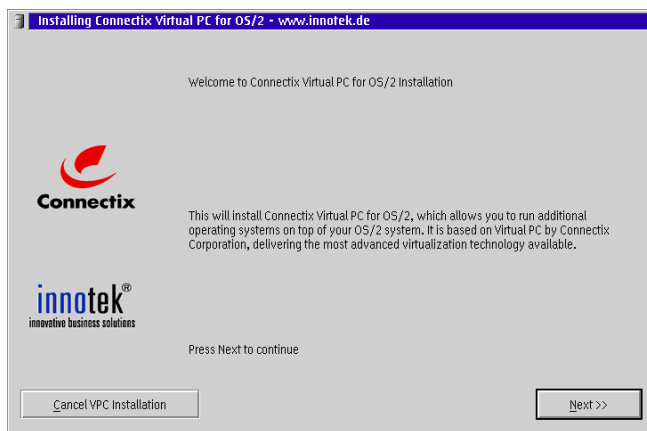 Installing Connectix Virtual PC for OS/2 - www.innotek.de
Welcome to Connectix Virtual PC for OS/2 Installation
Connectix
This will install Connectix Virtual PC for OS/2, which allows you to run additional
operating systems on top of your OS/2 system. It is based on Virtual PC by Connectix
Corporation, delivering the most advanced virtualization technology available.
innotek®
innovative business solutions
Press Next to continue
Cancel VPC Installation
Next >>